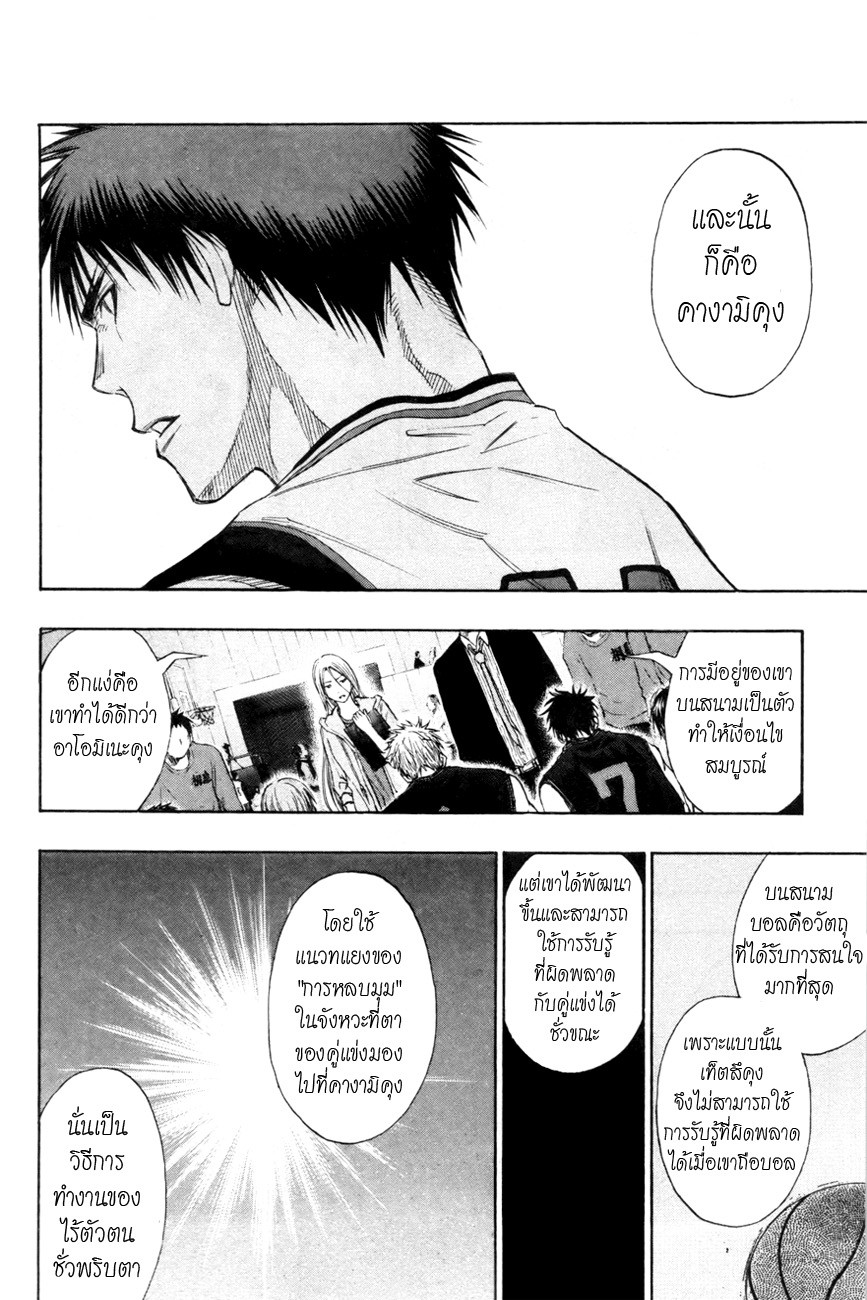 และนั้น
ก็คือ
คางามิคุง
การมีอยู่ของเขา
บนสนามเป็นตัว
ทำให้เงื่อนไข
สมบูรณ์
7
อีกแง่คือ
เขาทำได้ดีกว่า
อาโอมิเนะคุง
บนสนาม
บอลคือวัตถุ
ที่ได้รับการสนใจ
มากที่สุด
เพราะแบบนั้น
เท็ตสึคุง
จึงไม่สามารถใช้
การรับรู้ที่ผิดพลาด
ได้เมื่อเขาถือบอล
แต่เขาได้พัฒนา
ขึ้นและสามารถ
ใช้การรับรู้
ที่ผิดพลาด
กับคู่แข่งได้
ชั่วขณะ
โดยใช้
แนวทแยงของ
"การหลบมุม"
ในจังหวะที่ตา
ของคู่แข่งมอง
ไปที่คางามิคุง
นั่นเป็น
วิธีการ
ทำงานของ
ไร้ตัวตน
ชั่วพริบตา